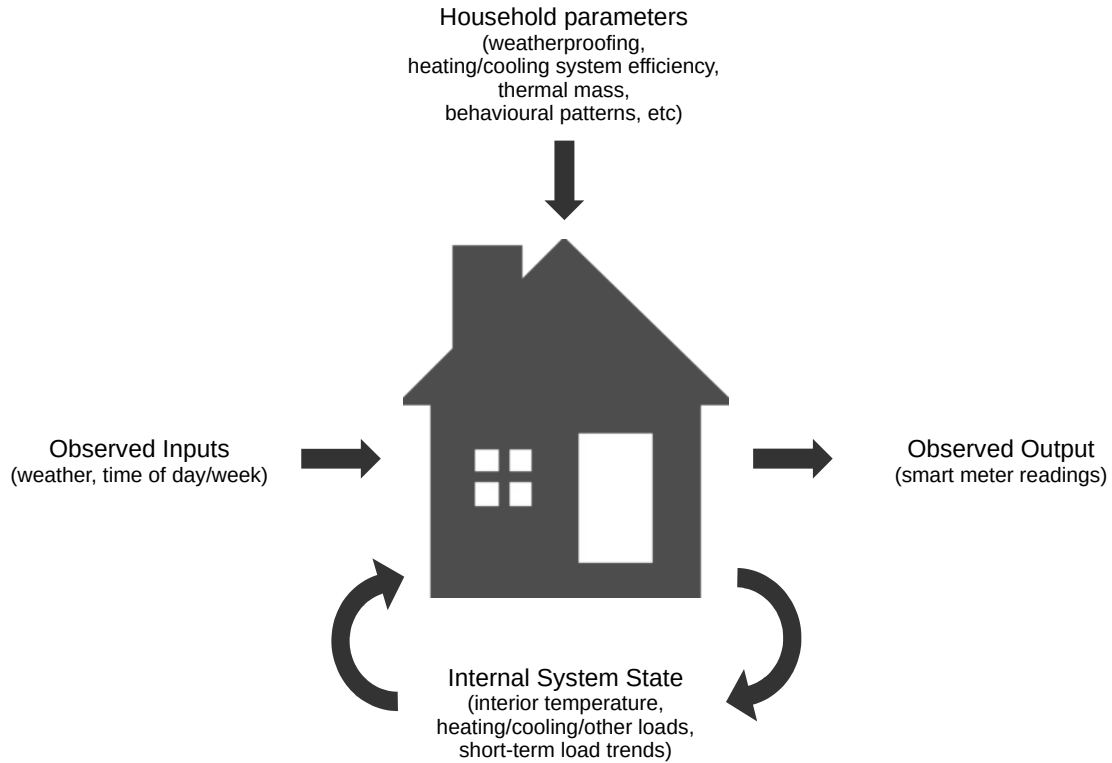 Household parameters
(weatherproofing,
heating/cooling system efficiency,
thermal mass,
behavioural patterns, etc)
Observed Inputs
(weather, time of day/week)
Observed Output
(smart meter readings)
Internal System State
(interior temperature,
heating/cooling/other loads,
short-term load trends)